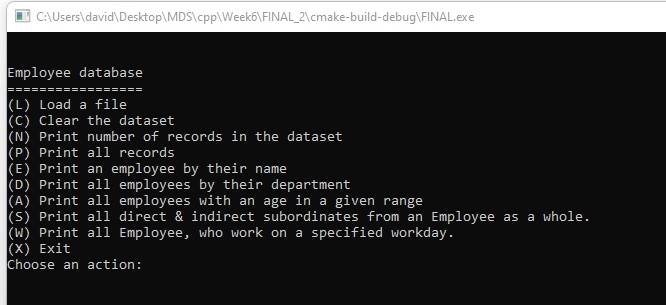 C:\Users\david\Desktop\MDS\cpp\Week6\FINAL_2\cmake-build-debug\FINAL.exe
Employee database
=================
(L) Load a file
(C) Clear the dataset
(N) Print number of records in the dataset
(P) Print all records
(E) Print an employee by their name
(D) Print all employees by their department
(A) Print all employees with an age in a given range
(S) Print all direct & indirect subordinates from an Employee as a whole.
(W) Print all Employee, who work on a specified workday.
(X) Exit
Choose an action: